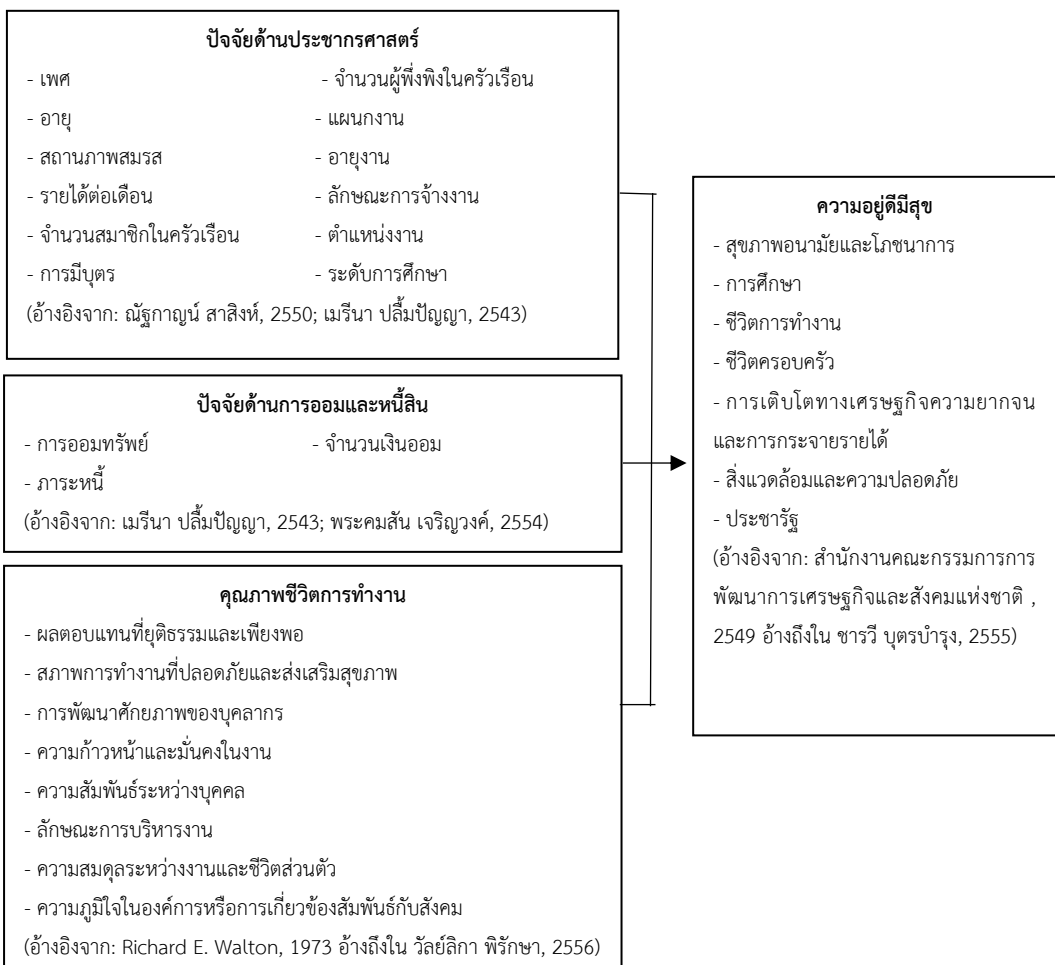 ปัจจัยด้านประชากรศาสตร์
- เพศ - จำนวนผู้พึ่งพิงในครัวเรือน
- อายุ - แผนกงาน
- สถานภาพสมรส - อายุงาน
- รายได้ต่อเดือน - ลักษณะการจ้างงาน
- จำนวนสมาชิกในครัวเรือน - ตำแหน่งงาน
- การมีบุตร - ระดับการศึกษา
(อ้างอิงจาก: ณัฐกาญน์ สาสิงห์, 2550; เมรีนา ปลื้มปัญญา, 2543)
ปัจจัยด้านการออมและหนี้สิน
- การออมทรัพย์ - จำนวนเงินออม
- ภาระหนี้
(อ้างอิงจาก: เมรีนา ปลื้มปัญญา, 2543; พระคมสัน เจริญวงค์, 2554)
คุณภาพชีวิตการทำงาน
- ผลตอบแทนที่ยุติธรรมและเพียงพอ
- สภาพการทำงานที่ปลอดภัยและส่งเสริมสุขภาพ
- การพัฒนาศักยภาพของบุคลากร
- ความก้าวหน้าและมั่นคงในงาน
- ความสัมพันธ์ระหว่างบุคคล
- ลักษณะการบริหารงาน
- ความสมดุลระหว่างงานและชีวิตส่วนตัว
- ความภูมิใจในองค์การหรือการเกี่ยวข้องสัมพันธ์กับสังคม
(อ้างอิงจาก: Richard E. Walton, 1973 อ้างถึงใน วัลย์ลิกา พิรักษา, 2556)
ความอยู่ดีมีสุข
- สุขภาพอนามัยและโภชนาการ
- การศึกษา
- ชีวิตการทำงาน
- ชีวิตครอบครัว
- การเติบโตทางเศรษฐกิจความยากจน
และการกระจายรายได้
- สิ่งแวดล้อมและความปลอดภัย
- ประชารัฐ
(อ้างอิงจาก: สำนักงานคณะกรรมการการ
พัฒนาการเศรษฐกิจและสังคมแห่งชาติ ,
2549 อ้างถึงใน ชารวี บุตรบำรุง, 2555)